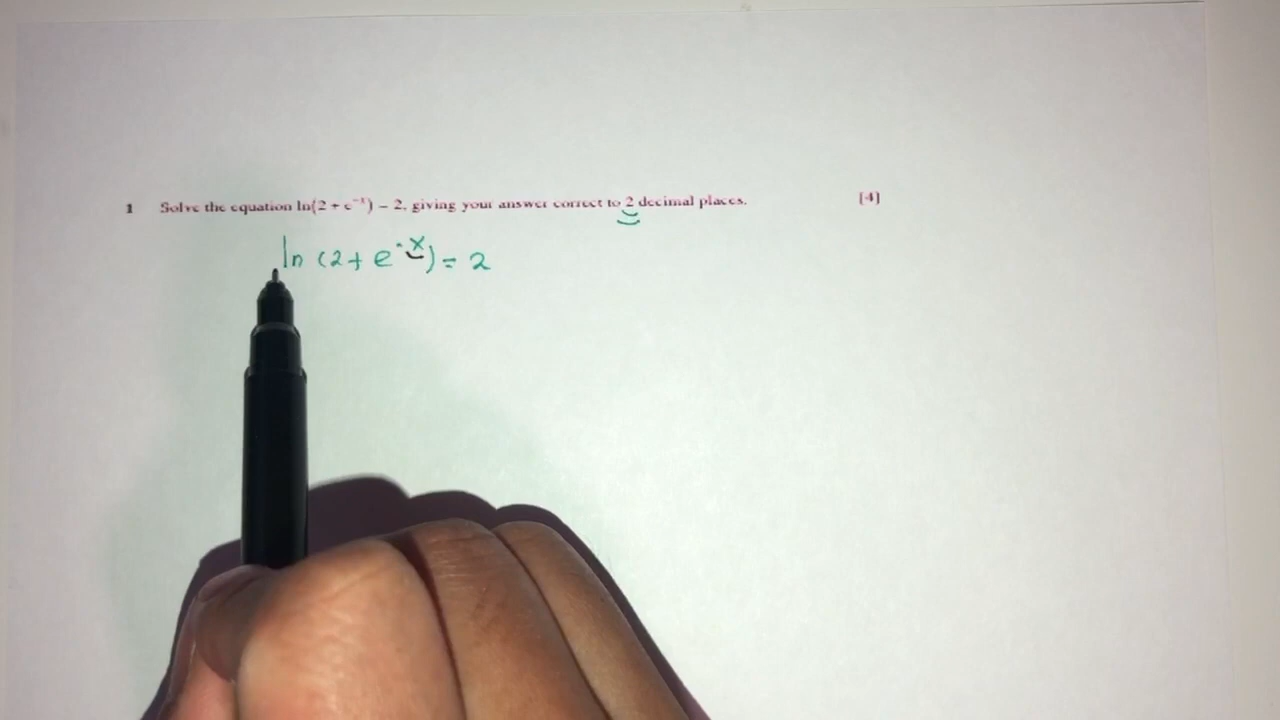 1 Solve the equation ln(2 + e⁻ˣ) = 2, giving your answer correct to 2 decimal places. [4]
ln (2 + e⁻ˣ) = 2